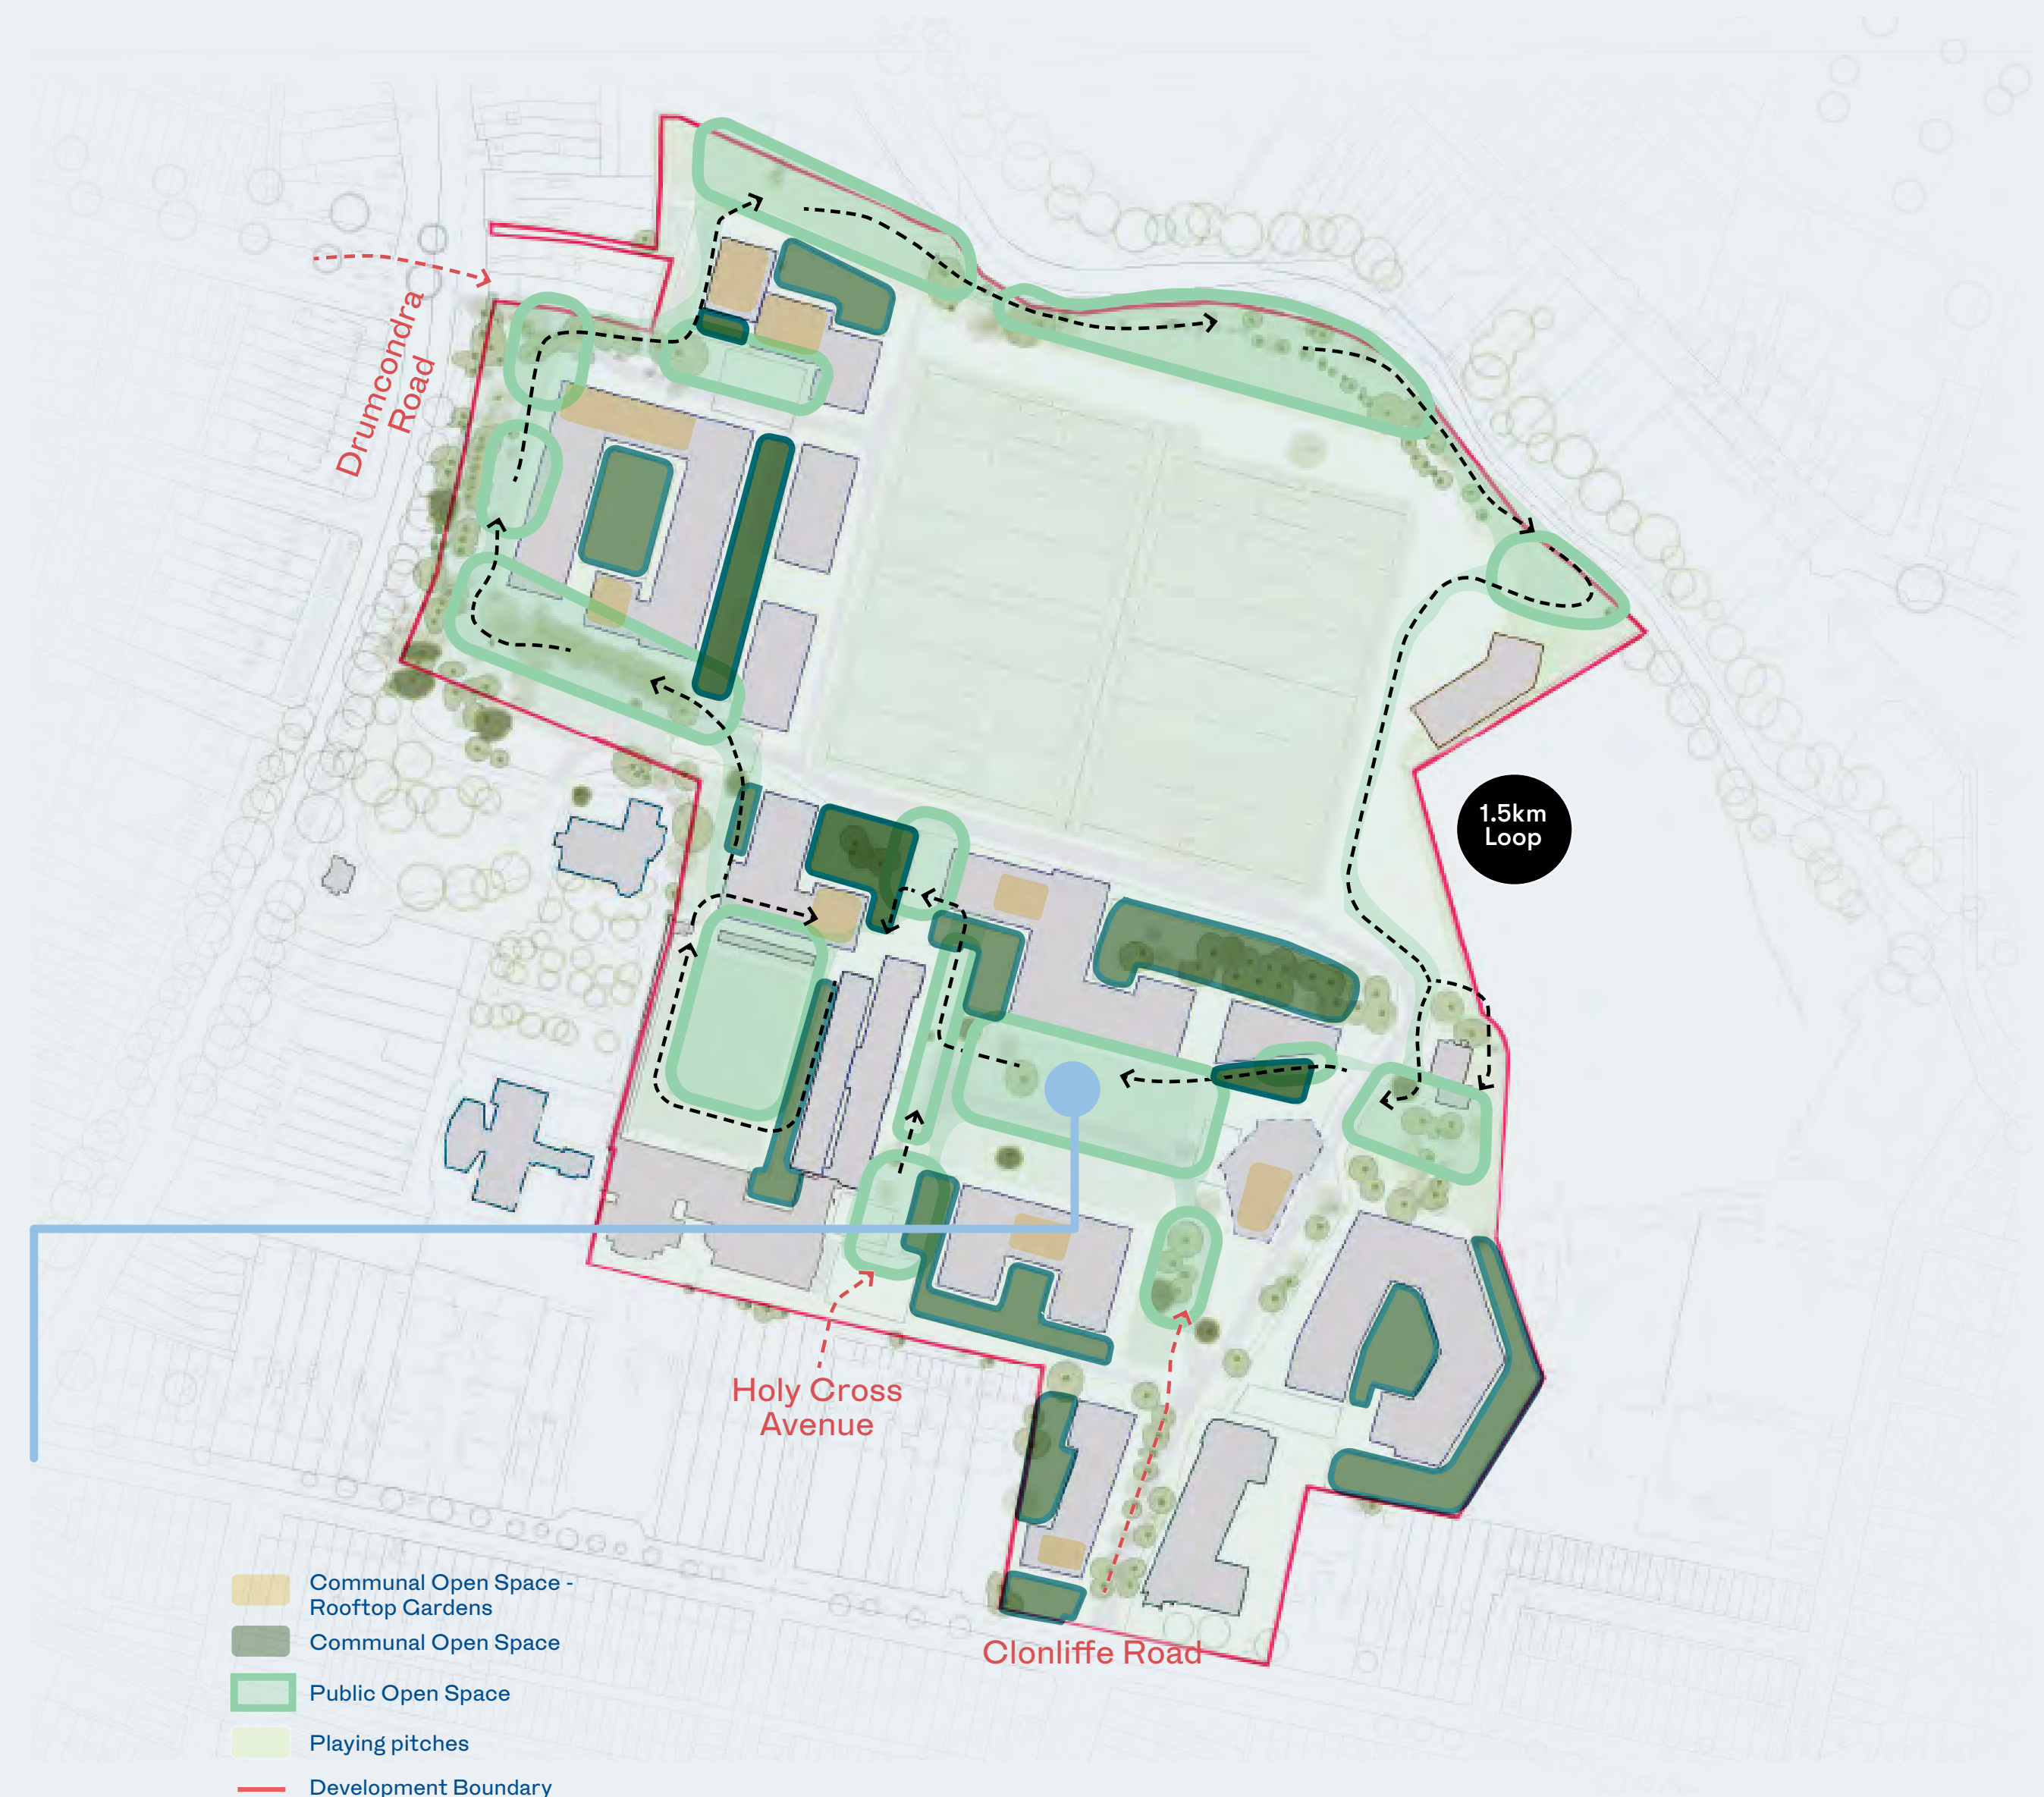 Drumcondra
Road
1.5km
Loop
Holy Cross
Avenue
Clonliffe Road
Communal Open Space -
Rooftop Gardens
Communal Open Space
Public Open Space
Playing pitches
Development Boundary